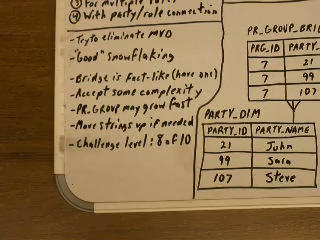 ③ For multiple
④ With party/role connection
- Try to eliminate MVD
- "Good" snowflaking
- Bridge is fact-like (have one)
- Accept some complexity
- PR_GROUP may grow fast
- Move strings up if needed
- Challenge level: 8 of 10
PR_GROUP_BRI
PRG_ID PARTY_
7 21
7 99
7 107
PARTY_DIM
PARTY_ID PARTY_NAME
21 John
99 Sara
107 Steve